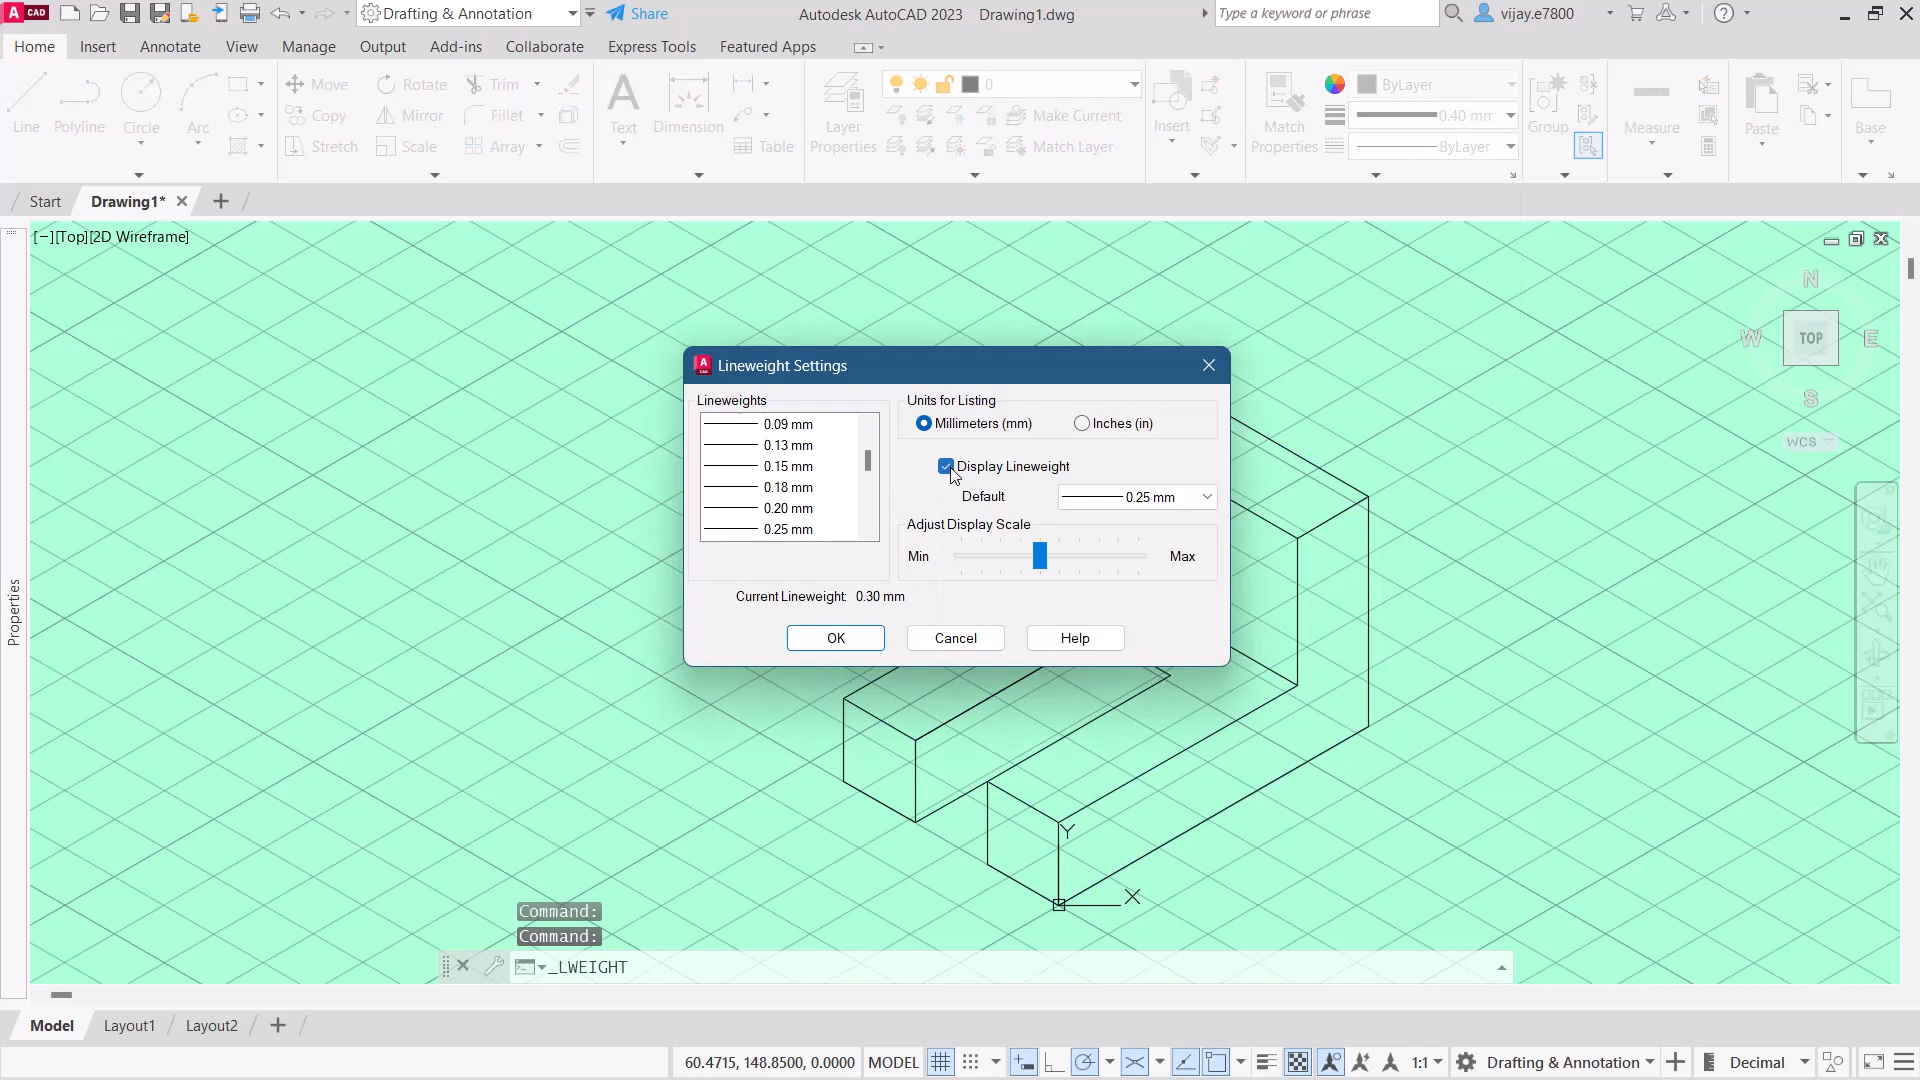 A CAD Drafting & Annotation Share Autodesk AutoCAD 2023 Drawing1.dwg Type a keyword or phrase vijay.e7800
Home Insert Annotate View Manage Output Add-ins Collaborate Express Tools Featured Apps
Line Polyline Circle Arc
Move Rotate Trim
Copy Mirror Fillet
Stretch Scale Array
Text Dimension Table
Layer Properties
0
Make Current
Match Layer
Insert
Match Properties
ByLayer
0.40 mm
ByLayer
Group Measure Paste Base
Start Drawing1*
[−][Top][2D Wireframe]
N
W TOP E
S
WCS
Properties
Lineweight Settings
Lineweights
0.09 mm
0.13 mm
0.15 mm
0.18 mm
0.20 mm
0.25 mm
Units for Listing
Millimeters (mm) Inches (in)
Display Lineweight
Default 0.25 mm
Adjust Display Scale
Min Max
Current Lineweight: 0.30 mm
OK Cancel Help
Y
X
Command:
Command:
_LWEIGHT
Model Layout1 Layout2
60.4715, 148.8500, 0.0000 MODEL 1:1 Drafting & Annotation Decimal